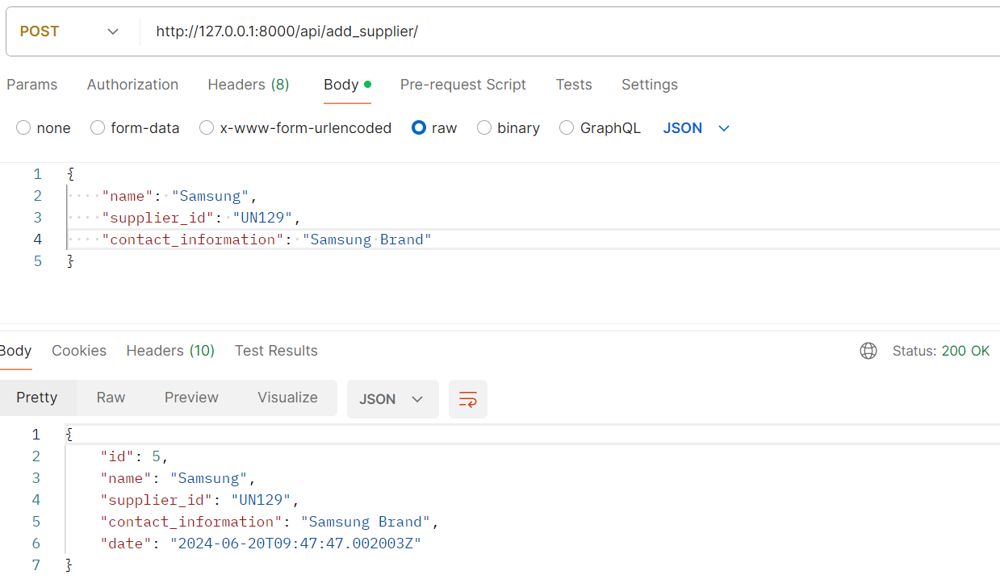 POST http://127.0.0.1:8000/api/add_supplier/
Params Authorization Headers (8) Body Pre-request Script Tests Settings
none form-data x-www-form-urlencoded raw binary GraphQL JSON
1 {
2 "name": "Samsung",
3 "supplier_id": "UN129",
4 "contact_information": "Samsung Brand"
5 }
Body Cookies Headers (10) Test Results Status: 200 OK
Pretty Raw Preview Visualize JSON
1 {
2 "id": 5,
3 "name": "Samsung",
4 "supplier_id": "UN129",
5 "contact_information": "Samsung Brand",
6 "date": "2024-06-20T09:47:47.002003Z"
7 }